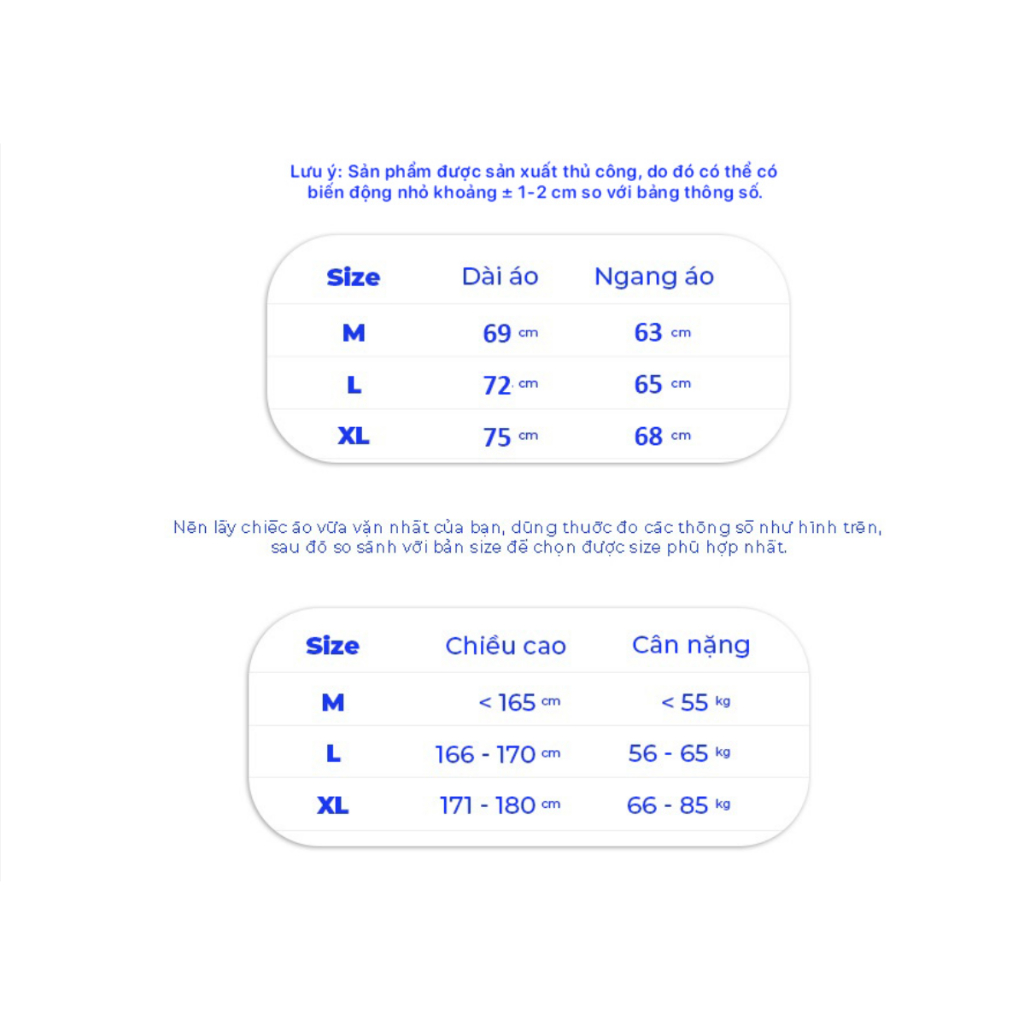 Lưu ý: Sản phẩm được sản xuất thủ công, do đó có thể có
biến động nhỏ khoảng ± 1-2 cm so với bảng thông số.
Size Dài áo Ngang áo
M 69 cm 63 cm
L 72 cm 65 cm
XL 75 cm 68 cm
Nên lấy chiếc áo vừa vặn nhất của bạn, dùng thước đo các thông số như hình trên,
sau đó so sánh với bản size để chọn được size phù hợp nhất.
Size Chiều cao Cân nặng
M < 165 cm < 55 kg
L 166 - 170 cm 56 - 65 kg
XL 171 - 180 cm 66 - 85 kg